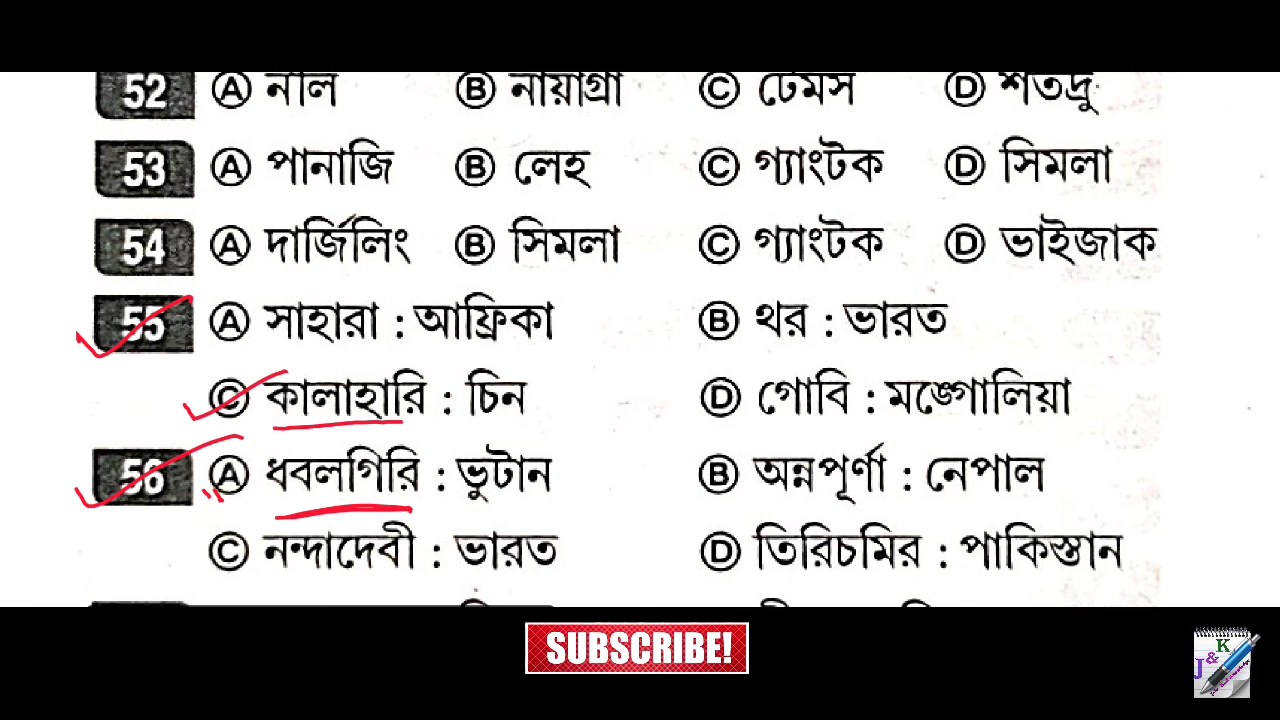 52 Ⓐ নীল Ⓑ নায়াগ্রা Ⓒ টেমস Ⓓ শতদ্রু
53 Ⓐ পানাজি Ⓑ লেহ Ⓒ গ্যাংটক Ⓓ সিমলা
54 Ⓐ দার্জিলিং Ⓑ সিমলা Ⓒ গ্যাংটক Ⓓ ভাইজাক
55 Ⓐ সাহারা : আফ্রিকা Ⓑ থর : ভারত
Ⓒ কালাহারি : চিন Ⓓ গোবি : মঙ্গোলিয়া
56 Ⓐ ধবলগিরি : ভুটান Ⓑ অন্নপূর্ণা : নেপাল
Ⓒ নন্দাদেবী : ভারত Ⓓ তিরিচমির : পাকিস্তান
SUBSCRIBE!
J&K